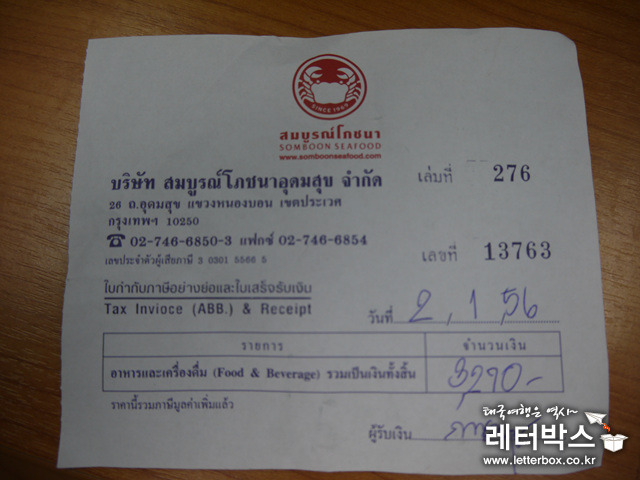 SINCE 1969
สมบูรณ์โภชนา
SOMBOON SEAFOOD
www.somboonseafood.com
บริษัท สมบูรณ์โภชนาอุดมสุข จำกัด เล่มที่ 276
26 ถ.อุดมสุข แขวงหนองบอน เขตประเวศ
กรุงเทพฯ 10250
☎ 02-746-6850-3 แฟกซ์ 02-746-6854
เลขที่ 13763
เลขประจำตัวผู้เสียภาษี 3 0301 5566 5
ใบกำกับภาษีอย่างย่อและใบเสร็จรับเงิน
Tax Invioce (ABB.) & Receipt
วันที่ 2, 1, 56
รายการ จำนวนเงิน
อาหารและเครื่องดื่ม (Food & Beverage) รวมเป็นเงินทั้งสิ้น 3,290.-
ราคานี้รวมภาษีมูลค่าเพิ่มแล้ว
ผู้รับเงิน
태국여행은 역시~
레터박스
www.letterbox.co.kr